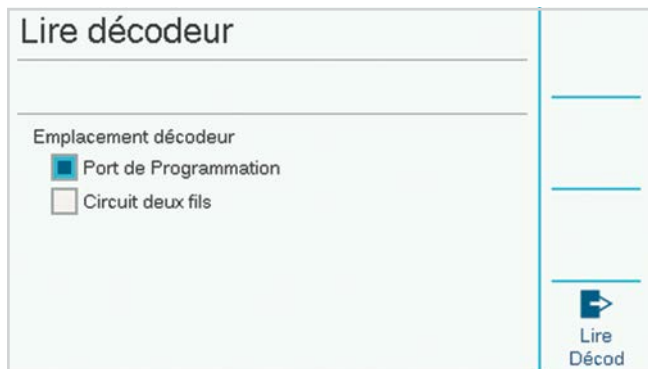 Lire décodeur
Emplacement décodeur
Port de Programmation
Circuit deux fils
Lire
Décod